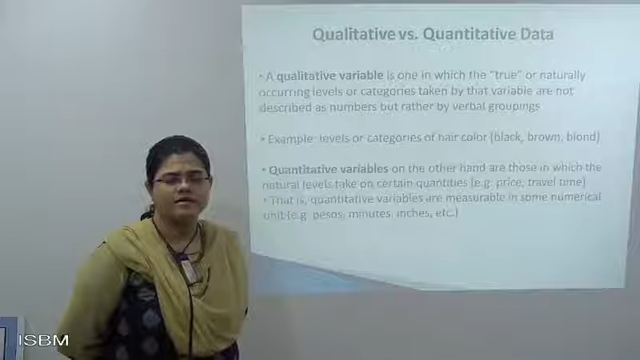 Qualitative vs. Quantitative Data
• A qualitative variable is one in which the "true" or naturally
occurring levels or categories taken by that variable are not
described as numbers but rather by verbal groupings
• Example: levels or categories of hair color (black, brown, blond)
• Quantitative variables on the other hand are those in which the
natural levels take on certain quantities (e.g. price, travel time)
• That is, quantitative variables are measurable in some numerical
unit (e.g. pesos, minutes, inches, etc.)
ISBM